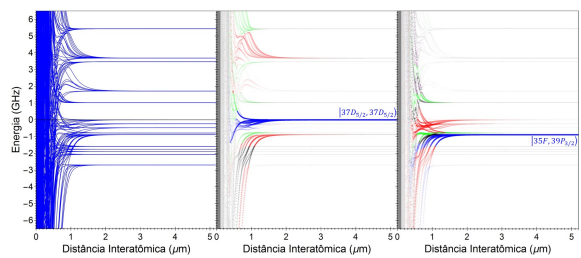 Energia (GHz)
6
5
4
3
2
1
0
−1
−2
−3
−4
−5
−6
|37D5/2, 37D5/2⟩
|35F, 39P3/2⟩
0 1 2 3 4 5 0 1 2 3 4 5 0 1 2 3 4 5
Distância Interatômica (μm) Distância Interatômica (μm) Distância Interatômica (μm)